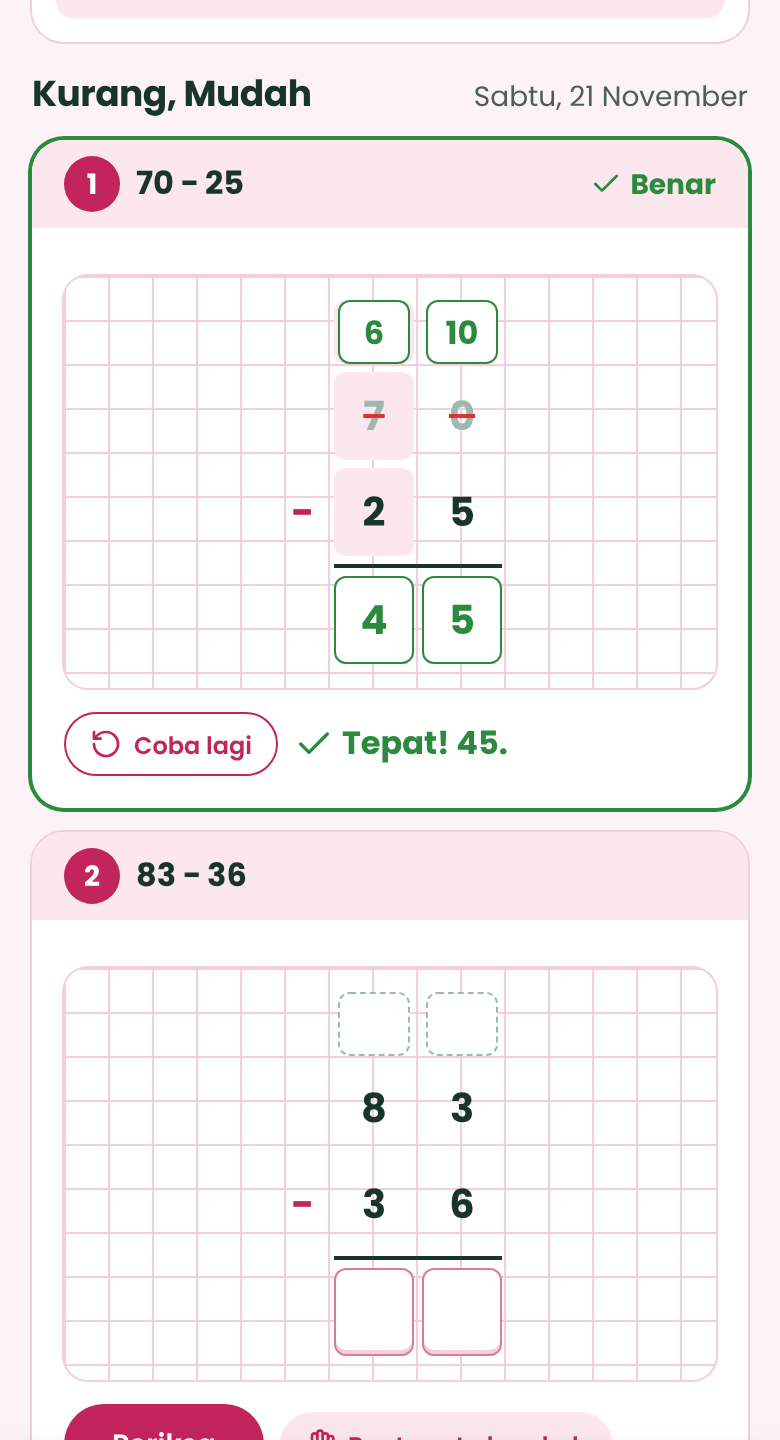 Kurang, Mudah
Sabtu, 21 November
1 70 – 25
Benar
6 10
7 0
– 2 5
4 5
Coba lagi
Tepat! 45.
2 83 – 36
8 3
– 3 6